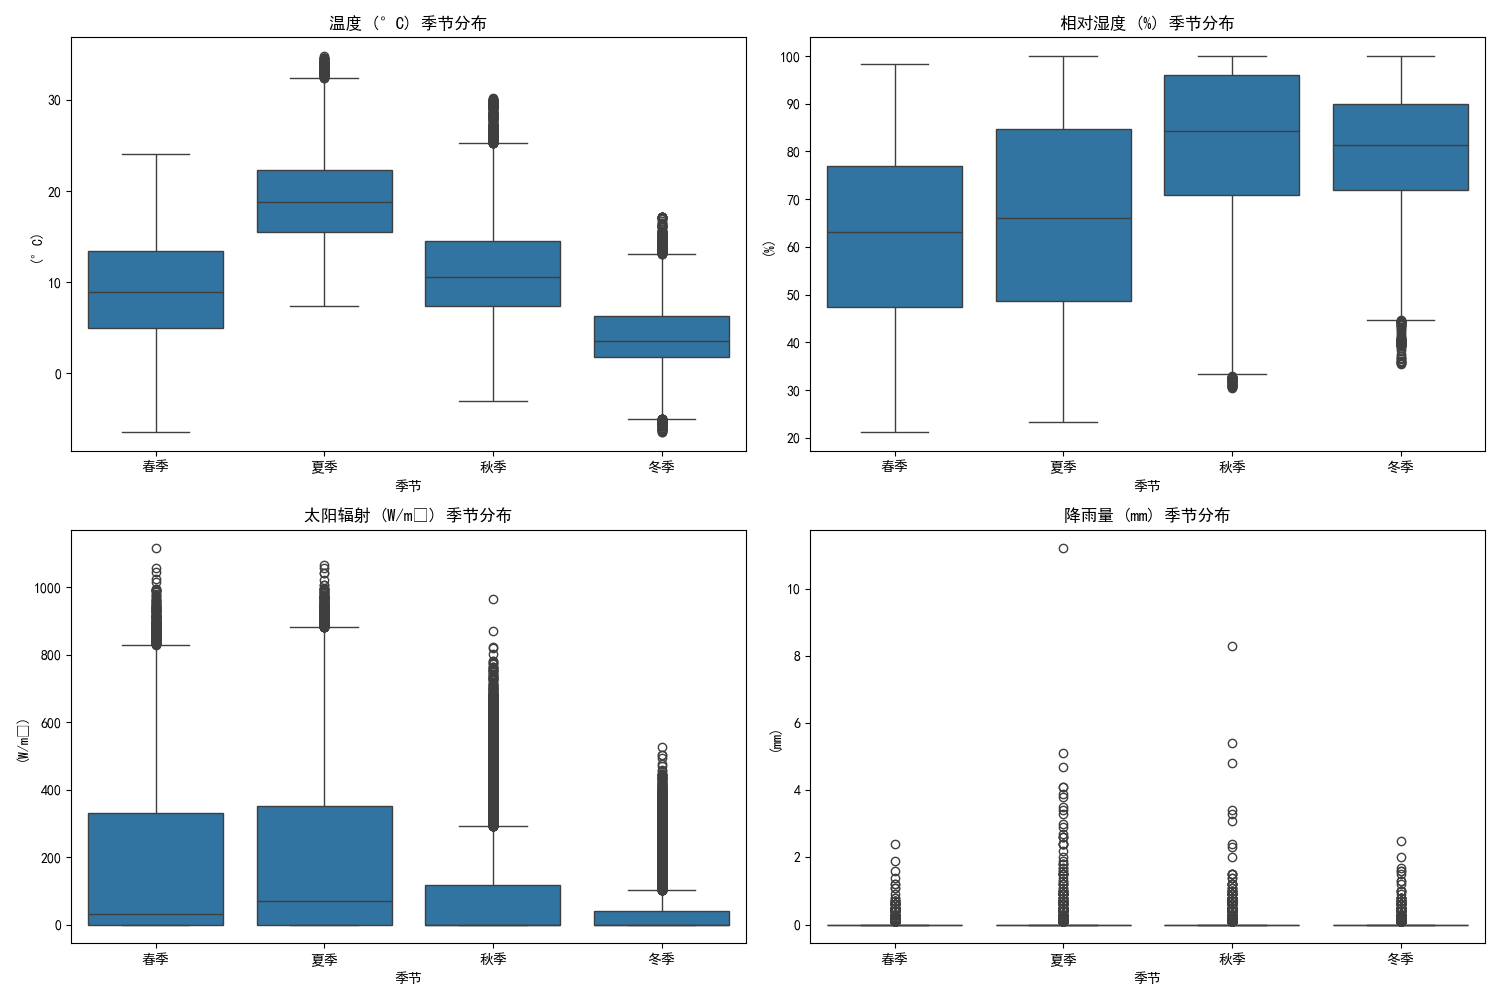 温度 (° C) 季节分布
(° C)
30
20
10
0
春季 夏季 秋季 冬季
季节
相对湿度 (%) 季节分布
(%)
100
90
80
70
60
50
40
30
20
春季 夏季 秋季 冬季
季节
太阳辐射 (W/m□) 季节分布
(W/m□)
1000
800
600
400
200
0
春季 夏季 秋季 冬季
季节
降雨量 (mm) 季节分布
(mm)
10
8
6
4
2
0
春季 夏季 秋季 冬季
季节